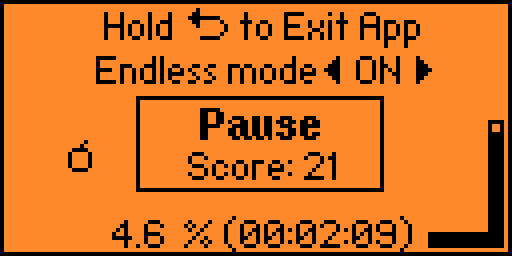 Hold to Exit App
Endless mode ON
Pause
Score: 21
4.6 % (00:02:09)